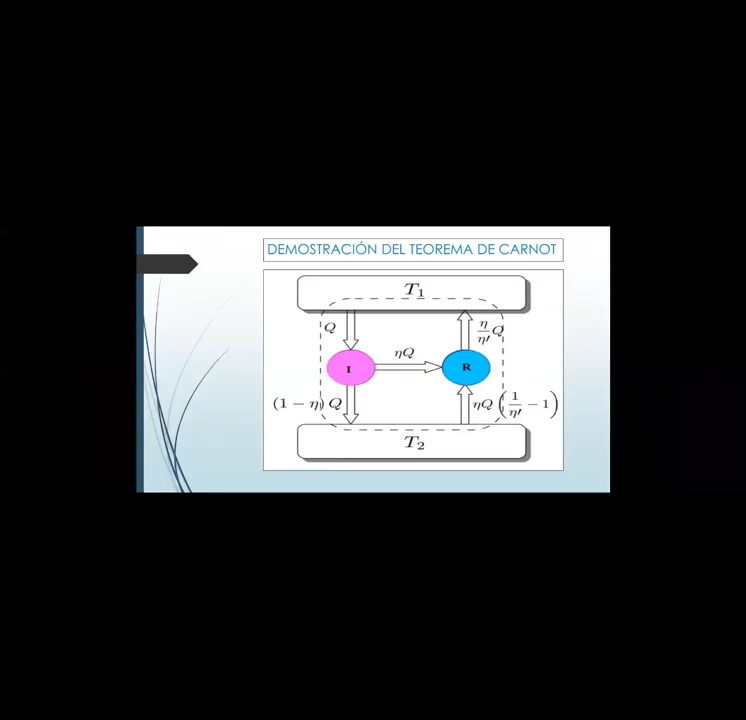 DEMOSTRACIÓN DEL TEOREMA DE CARNOT
T₁
Q
η/η′ Q
ηQ
I
R
(1 − η) Q
ηQ (1/η′ − 1)
T₂